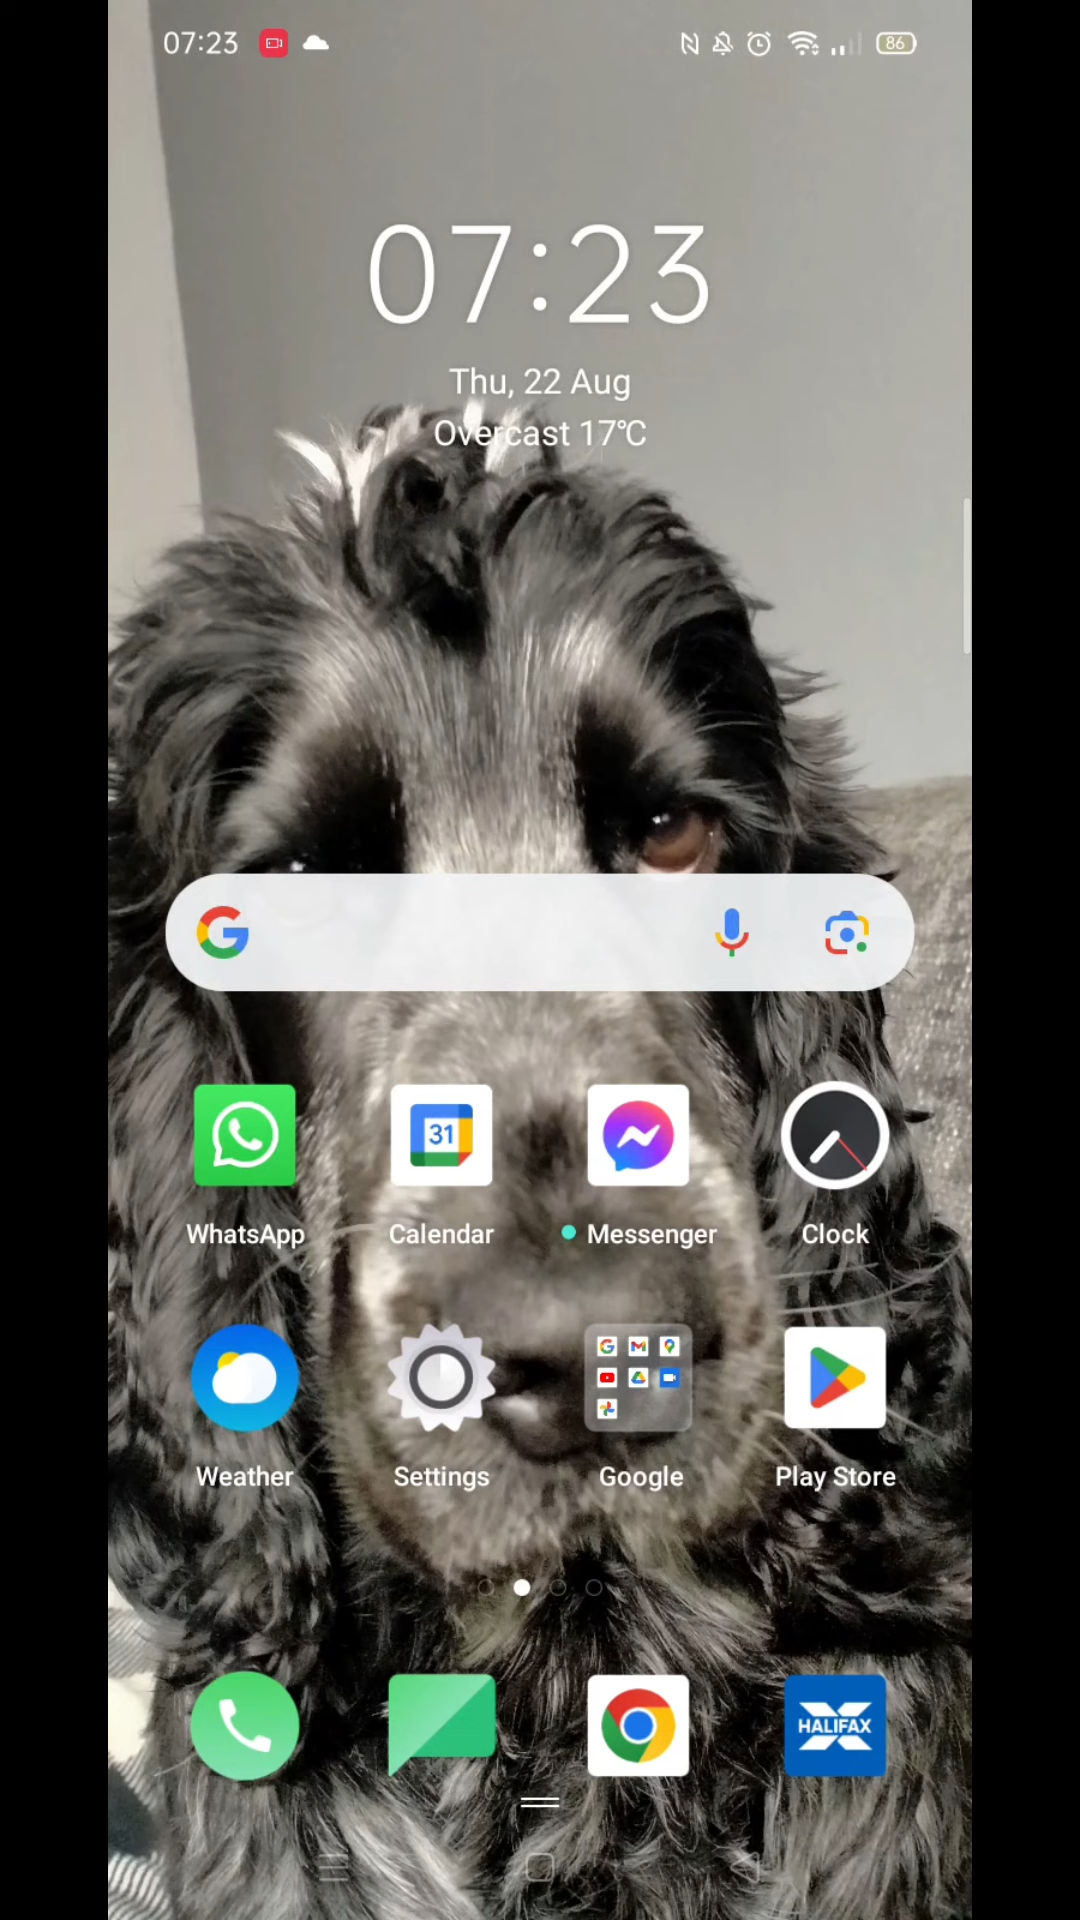 07:23
86
07:23
Thu, 22 Aug
Overcast 17℃
31
WhatsApp
Calendar
Messenger
Clock
Weather
Settings
Google
Play Store
HALIFAX